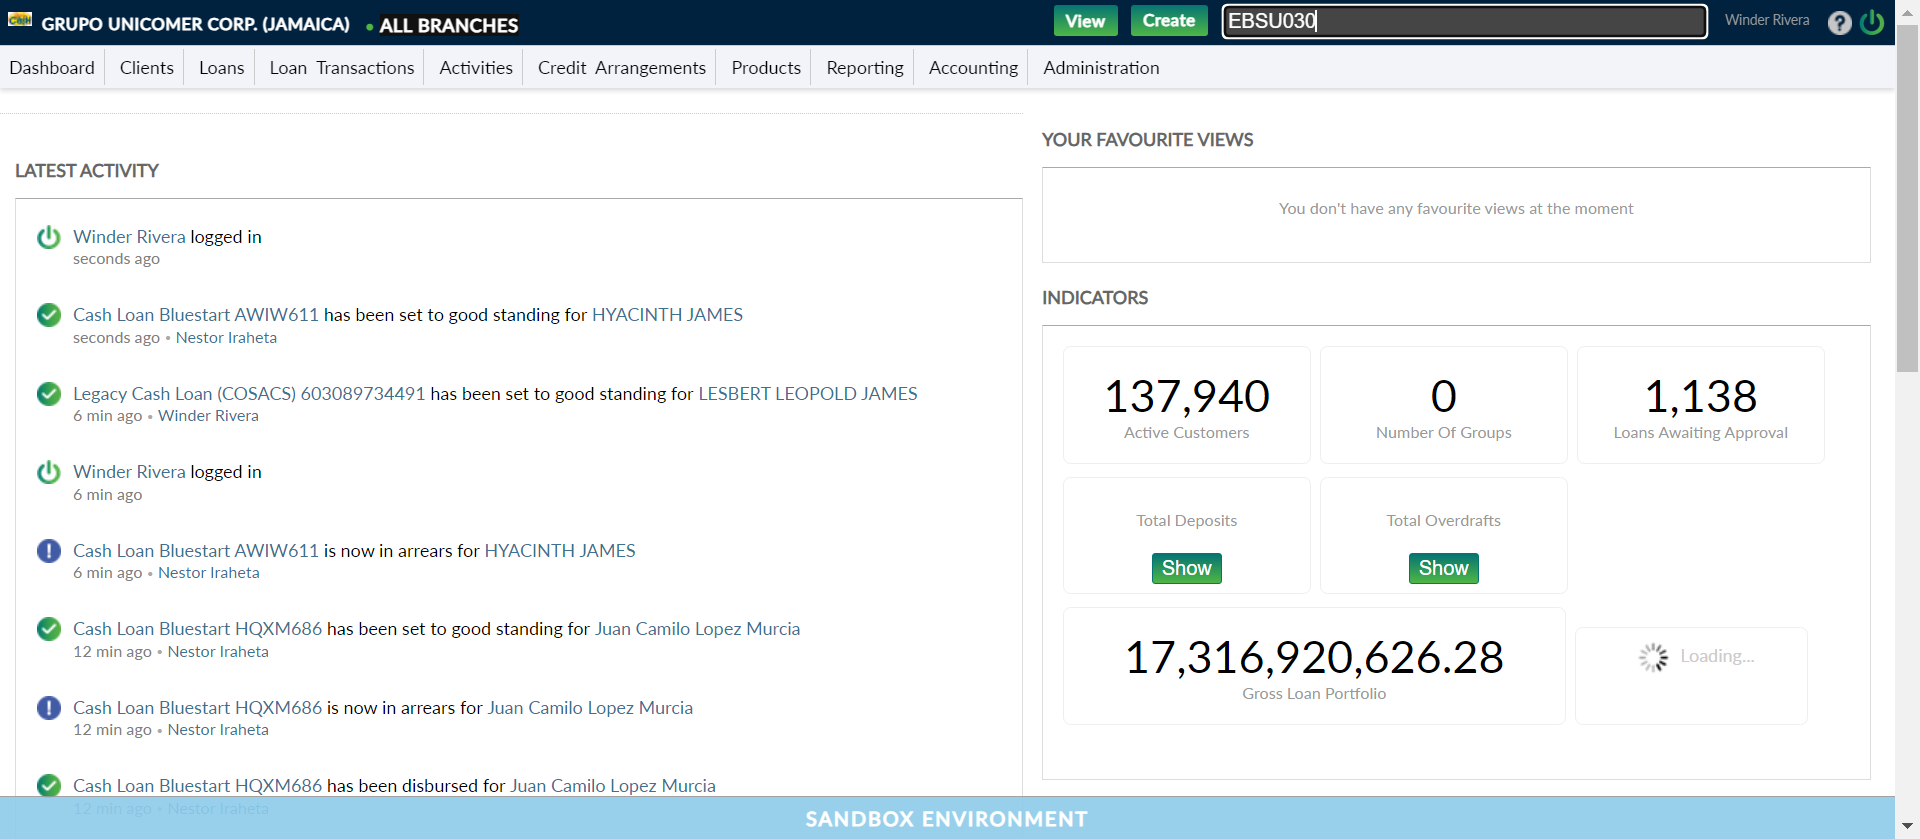 Cash GRUPO UNICOMER CORP. (JAMAICA) • ALL BRANCHES View Create EBSU030 Winder Rivera ?
Dashboard Clients Loans Loan Transactions Activities Credit Arrangements Products Reporting Accounting Administration
LATEST ACTIVITY
Winder Rivera logged in
seconds ago
Cash Loan Bluestart AWIW611 has been set to good standing for HYACINTH JAMES
seconds ago • Nestor Iraheta
Legacy Cash Loan (COSACS) 603089734491 has been set to good standing for LESBERT LEOPOLD JAMES
6 min ago • Winder Rivera
Winder Rivera logged in
6 min ago
Cash Loan Bluestart AWIW611 is now in arrears for HYACINTH JAMES
6 min ago • Nestor Iraheta
Cash Loan Bluestart HQXM686 has been set to good standing for Juan Camilo Lopez Murcia
12 min ago • Nestor Iraheta
Cash Loan Bluestart HQXM686 is now in arrears for Juan Camilo Lopez Murcia
12 min ago • Nestor Iraheta
Cash Loan Bluestart HQXM686 has been disbursed for Juan Camilo Lopez Murcia
12 min ago • Nestor Iraheta
YOUR FAVOURITE VIEWS
You don't have any favourite views at the moment
INDICATORS
137,940
Active Customers
0
Number Of Groups
1,138
Loans Awaiting Approval
Total Deposits
Show
Total Overdrafts
Show
17,316,920,626.28
Gross Loan Portfolio
Loading...
SANDBOX ENVIRONMENT